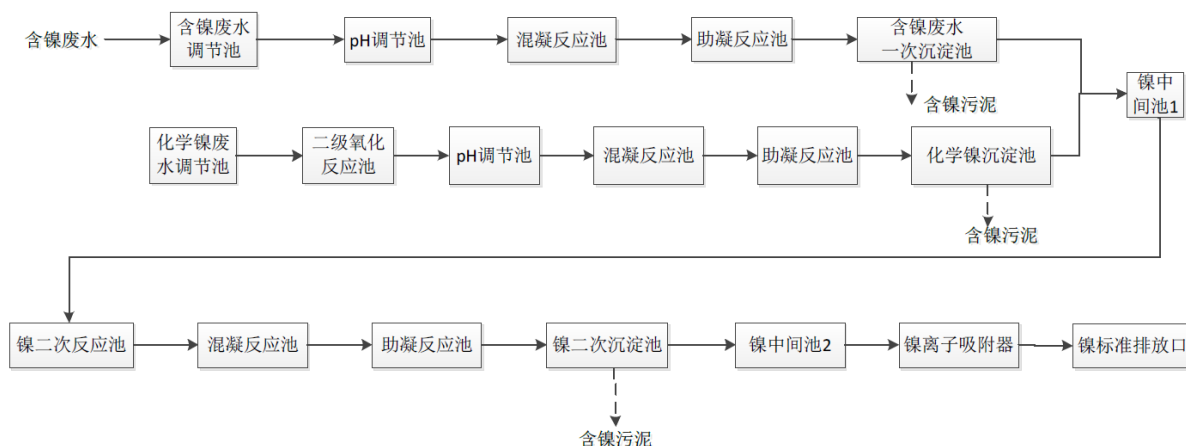 含镍废水
含镍废水
调节池
pH调节池
混凝反应池
助凝反应池
含镍废水
一次沉淀池
含镍污泥
镍中
间池1
化学镍废
水调节池
二级氧化
反应池
pH调节池
混凝反应池
助凝反应池
化学镍沉淀池
含镍污泥
镍二次反应池
混凝反应池
助凝反应池
镍二次沉淀池
镍中间池2
镍离子吸附器
镍标准排放口
含镍污泥